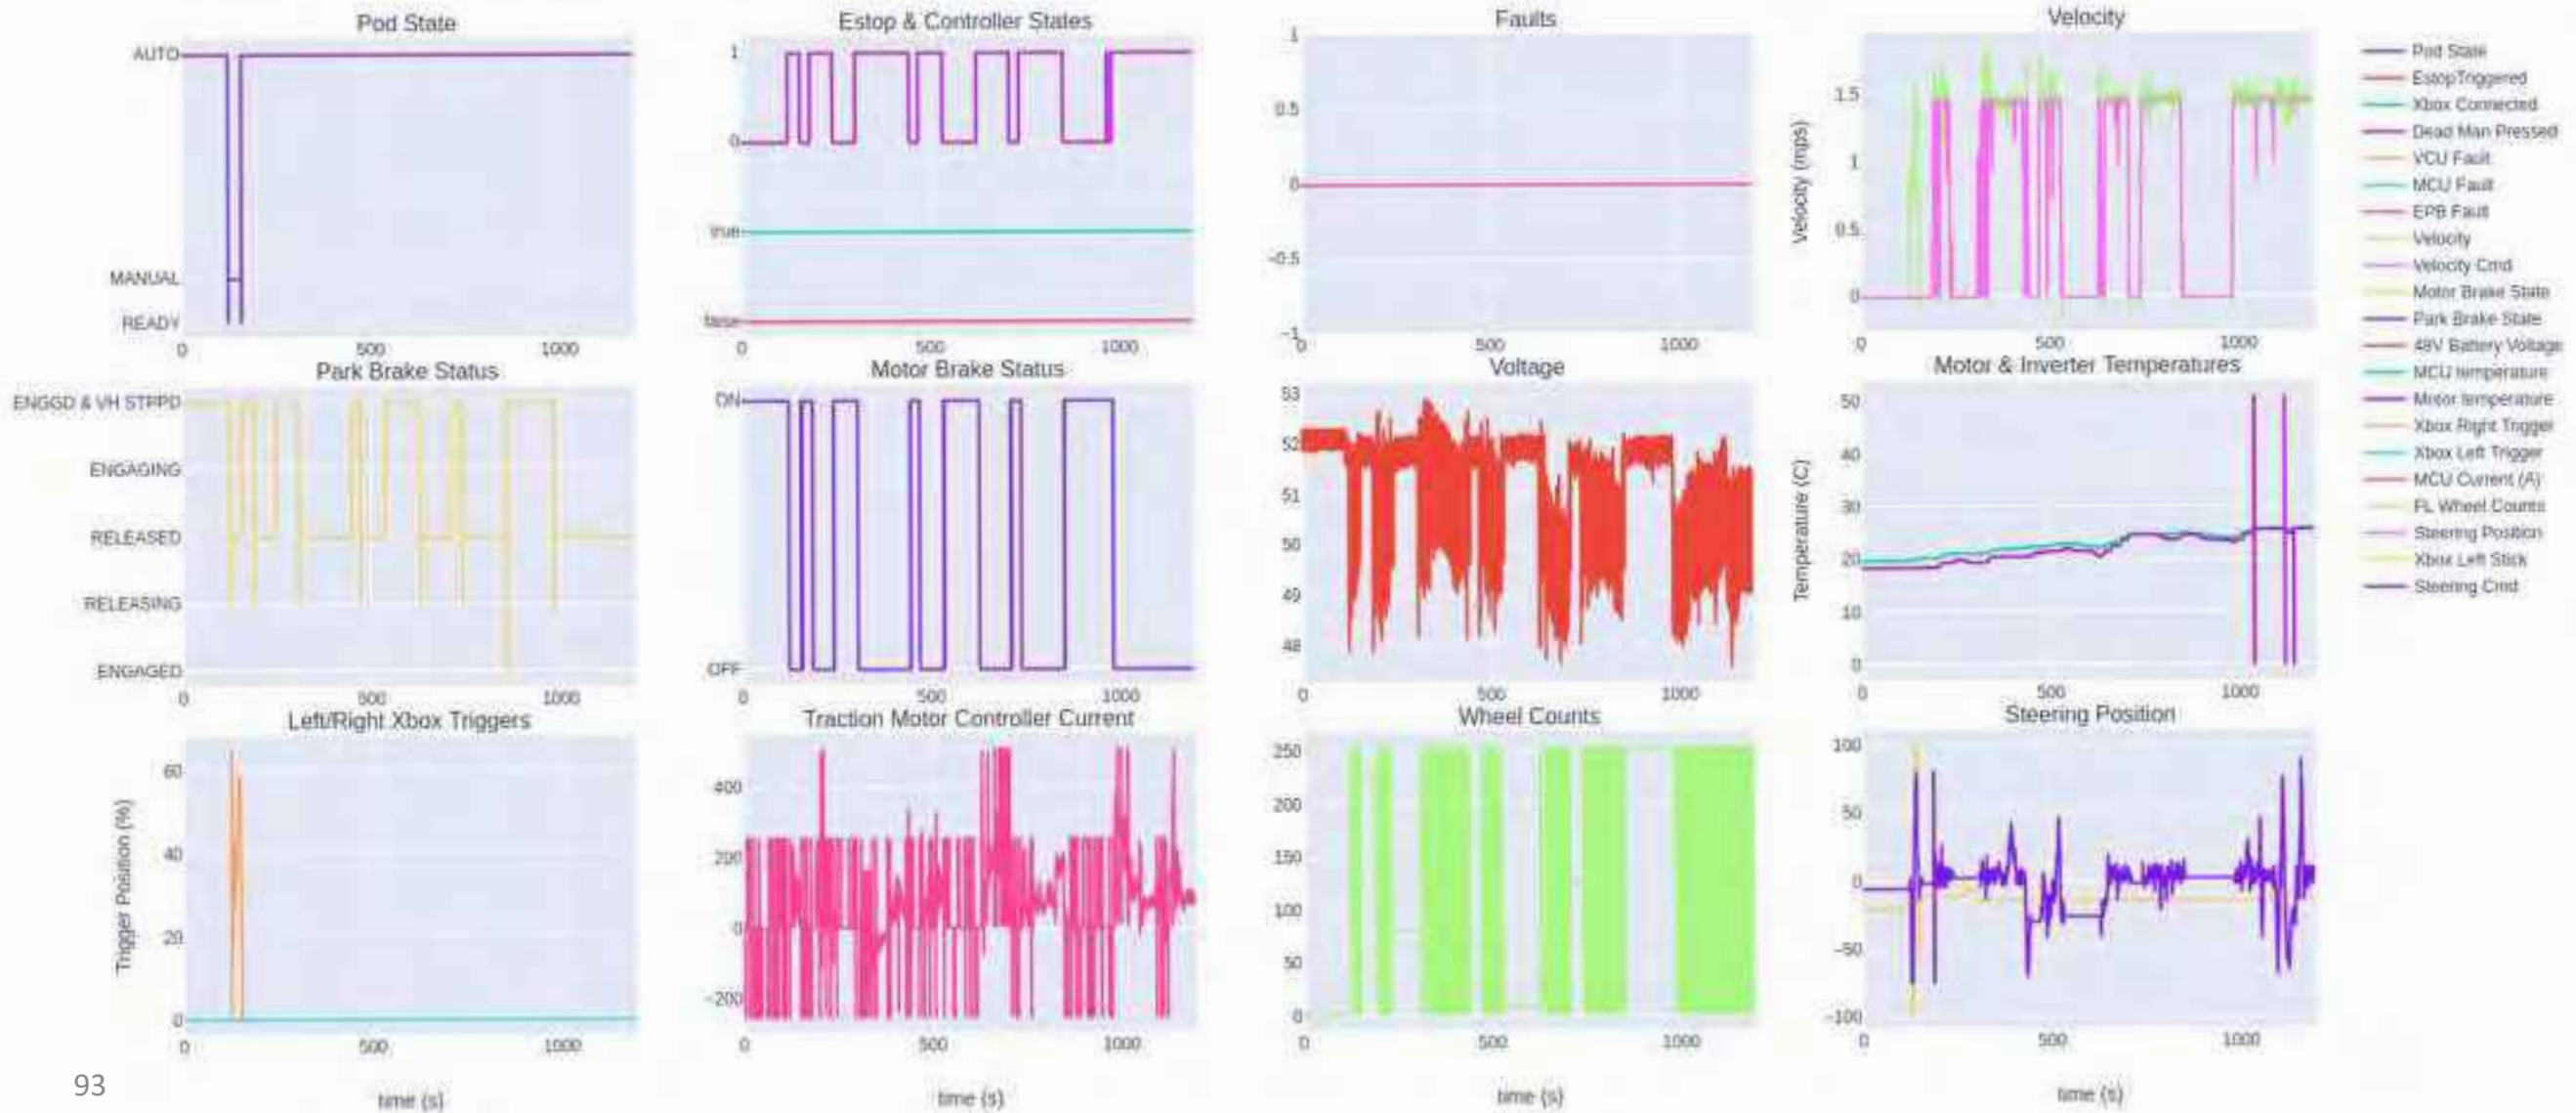 Pod State
AUTO
MANUAL
READY
0 500 1000
Estop & Controller States
1
0
true
false
0 500 1000
Faults
1
0.5
0
−0.5
−1
0 500 1000
Velocity
Velocity (mps)
1.5
1
0.5
0
0 500 1000
Pod State
EstopTriggered
Xbox Connected
Dead Man Pressed
VCU Fault
MCU Fault
EPB Fault
Velocity
Velocity Cmd
Motor Brake State
Park Brake State
48V Battery Voltage
MCU temperature
Motor temperature
Xbox Right Trigger
Xbox Left Trigger
MCU Current (A)
FL Wheel Counts
Steering Position
Xbox Left Stick
Steering Cmd
Park Brake Status
ENGGD & VH STPPD
ENGAGING
RELEASED
RELEASING
ENGAGED
0 500 1000
Motor Brake Status
ON
OFF
0 500 1000
Voltage
53
52
51
50
49
48
0 500 1000
Motor & Inverter Temperatures
Temperature (C)
50
40
30
20
10
0
0 500 1000
Left/Right Xbox Triggers
Trigger Position (%)
60
40
20
0
0 500 1000
time (s)
Traction Motor Controller Current
400
200
0
−200
0 500 1000
time (s)
Wheel Counts
250
200
150
100
50
0
0 500 1000
time (s)
Steering Position
100
50
0
−50
−100
0 500 1000
time (s)
93